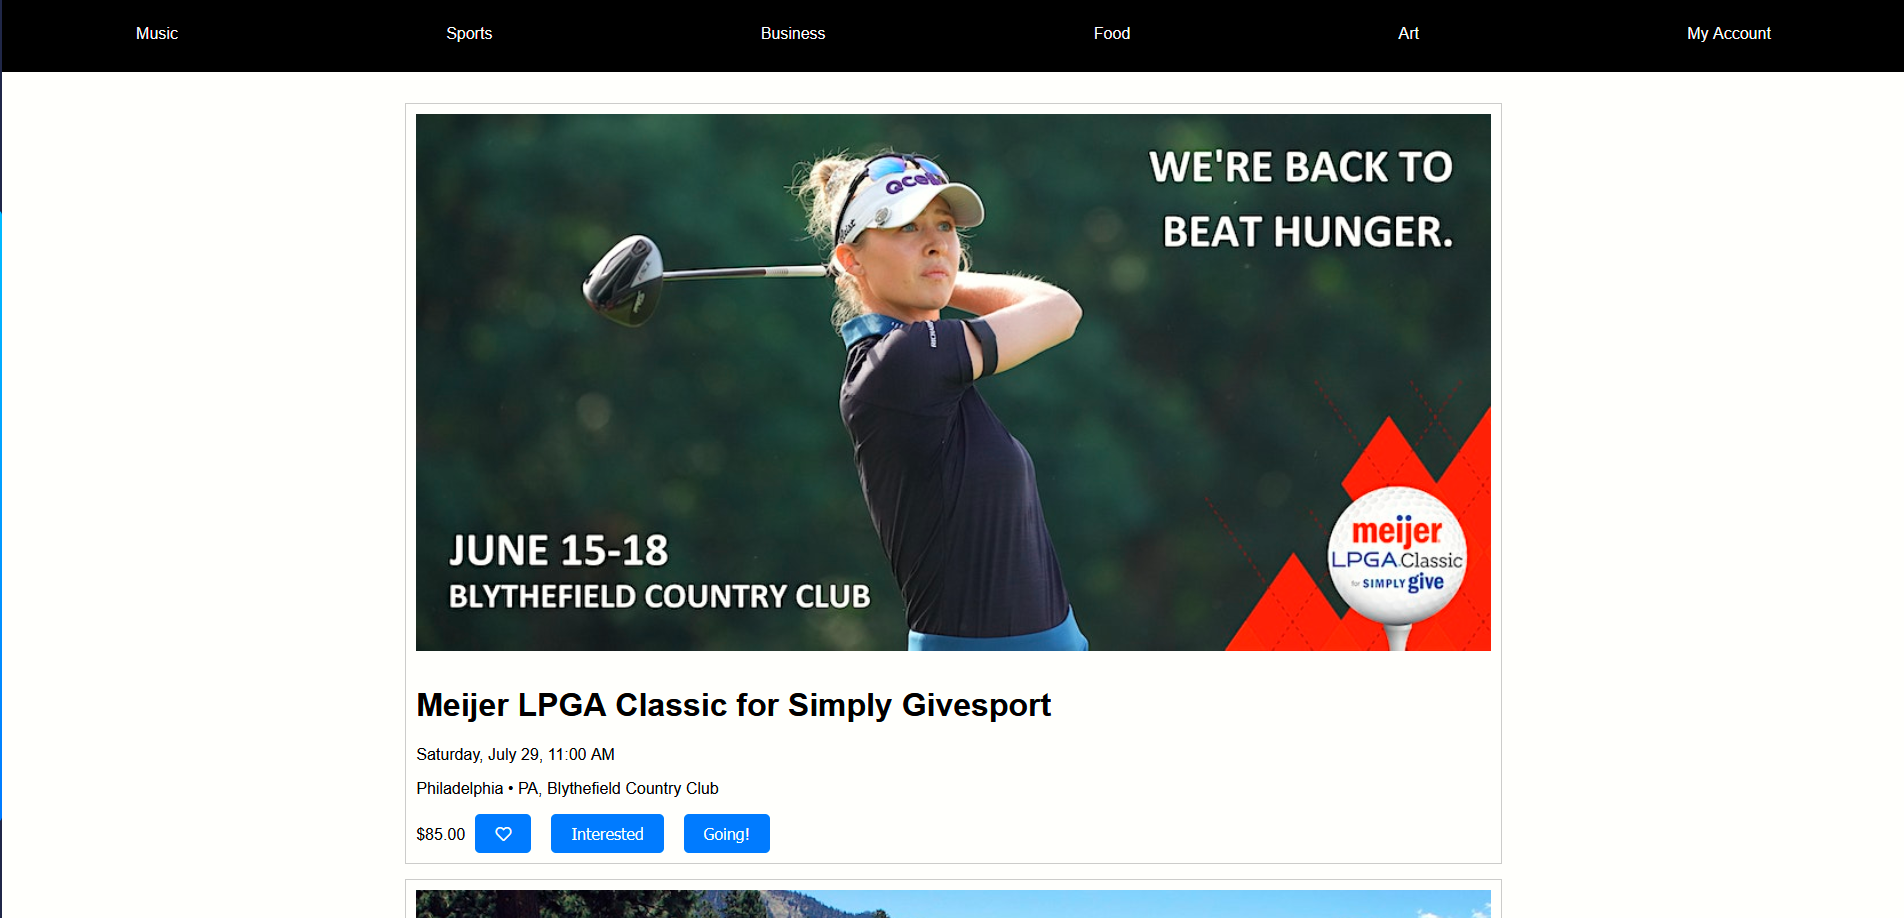 Music Sports Business Food Art My Account
WE'RE BACK TO
BEAT HUNGER.
JUNE 15-18
BLYTHEFIELD COUNTRY CLUB
meijer
LPGA Classic
for SIMPLY give
Meijer LPGA Classic for Simply Givesport
Saturday, July 29, 11:00 AM
Philadelphia • PA, Blythefield Country Club
$85.00 Interested Going!